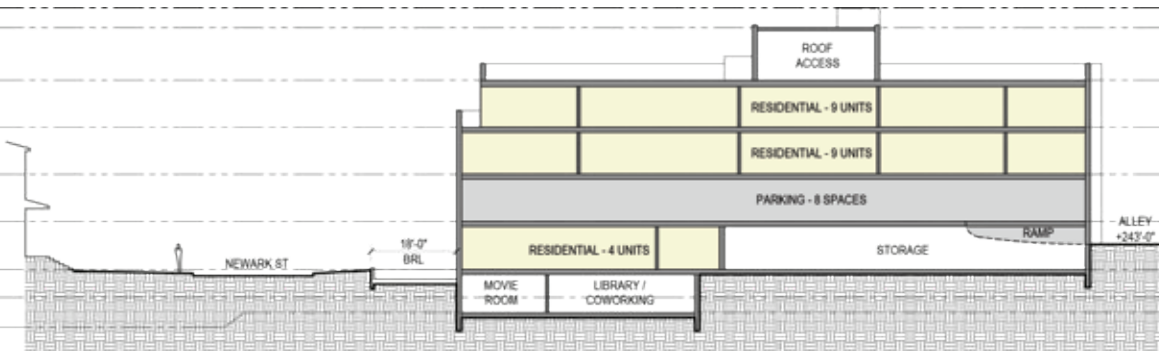 ROOF
ACCESS
RESIDENTIAL - 9 UNITS
RESIDENTIAL - 9 UNITS
PARKING - 8 SPACES
ALLEY
+243'-0"
RAMP
18'-0"
BRL
NEWARK ST
RESIDENTIAL - 4 UNITS
STORAGE
MOVIE
ROOM
LIBRARY /
COWORKING